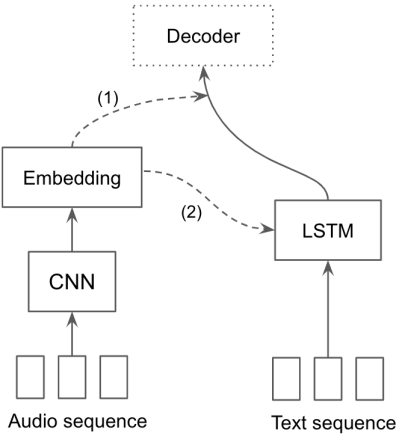 Decoder
(1)
Embedding
(2)
LSTM
CNN
Audio sequence
Text sequence